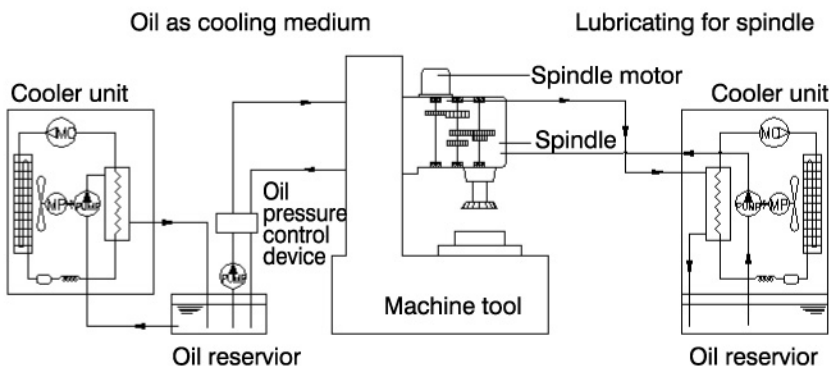 Oil as cooling medium
Lubricating for spindle
Cooler unit
Spindle motor
Cooler unit
MC
Spindle
MC
MP
PUMP
Oil
pressure
control
device
PUMP
MP
PUMP
Machine tool
Oil reservior
Oil reservior